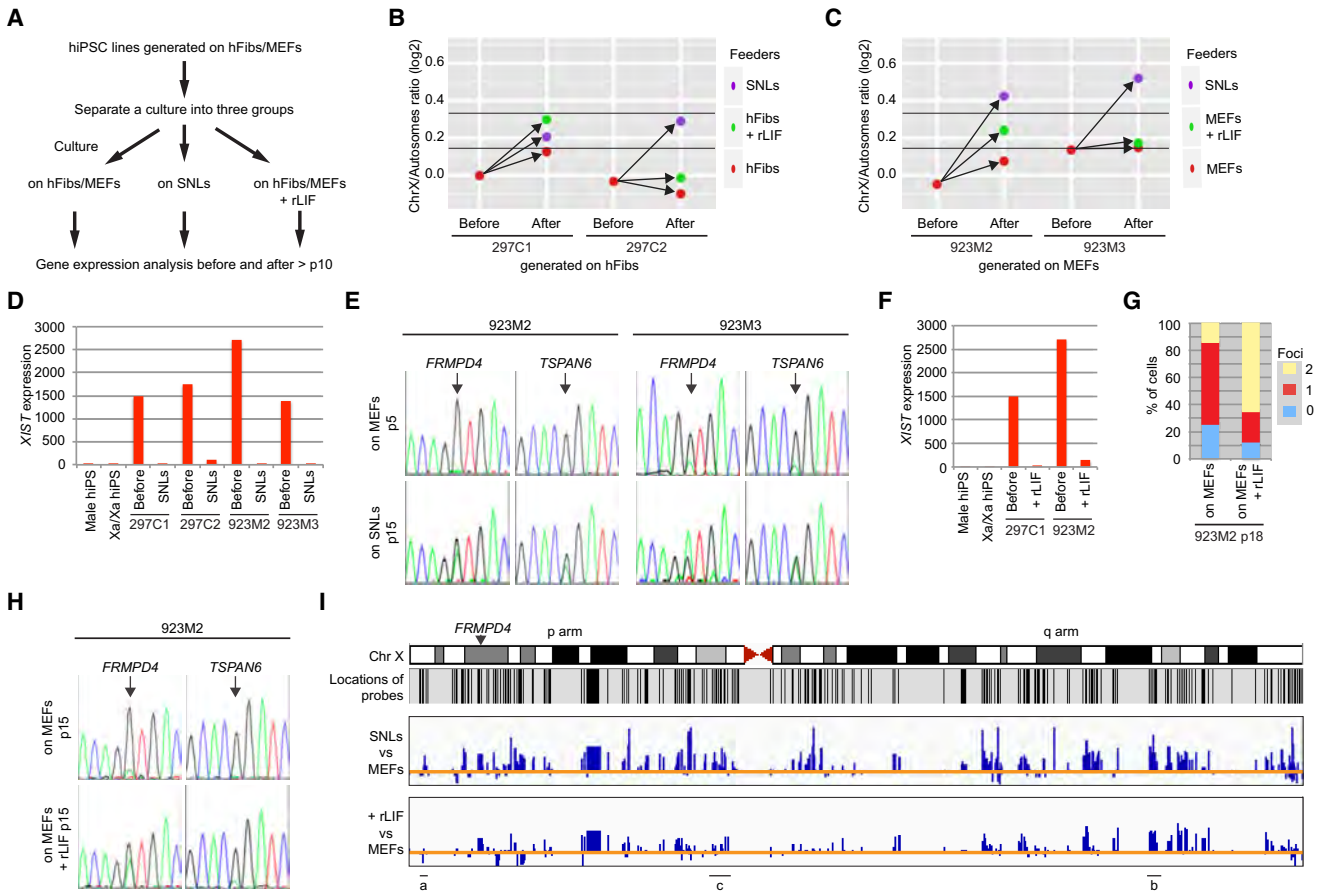 A
hiPSC lines generated on hFibs/MEFs
Separate a culture into three groups
Culture
on hFibs/MEFs
on SNLs
on hFibs/MEFs
+ rLIF
Gene expression analysis before and after > p10
B
ChrX/Autosomes ratio (log2)
0.6
0.4
0.2
0.0
Before
After
Before
After
297C1
297C2
generated on hFibs
Feeders
SNLs
hFibs
+ rLIF
hFibs
C
ChrX/Autosomes ratio (log2)
0.6
0.4
0.2
0.0
Before
After
Before
After
923M2
923M3
generated on MEFs
Feeders
SNLs
MEFs
+ rLIF
MEFs
D
XIST expression
3000
2500
2000
1500
1000
500
0
Male hiPS
Xa/Xa hiPS
Before
SNLs
Before
SNLs
Before
SNLs
Before
SNLs
297C1
297C2
923M2
923M3
E
923M2
923M3
FRMPD4
TSPAN6
FRMPD4
TSPAN6
on MEFs
p5
on SNLs
p15
F
XIST expression
3000
2500
2000
1500
1000
500
0
Male hiPS
Xa/Xa hiPS
Before
+ rLIF
Before
+ rLIF
297C1
923M2
G
% of cells
100
80
60
40
20
0
on MEFs
on MEFs
+ rLIF
923M2 p18
Foci
2
1
0
H
923M2
FRMPD4
TSPAN6
on MEFs
p15
on MEFs
+ rLIF p15
I
FRMPD4
p arm
q arm
Chr X
Locations of
probes
SNLs
vs
MEFs
+ rLIF
vs
MEFs
a
c
b